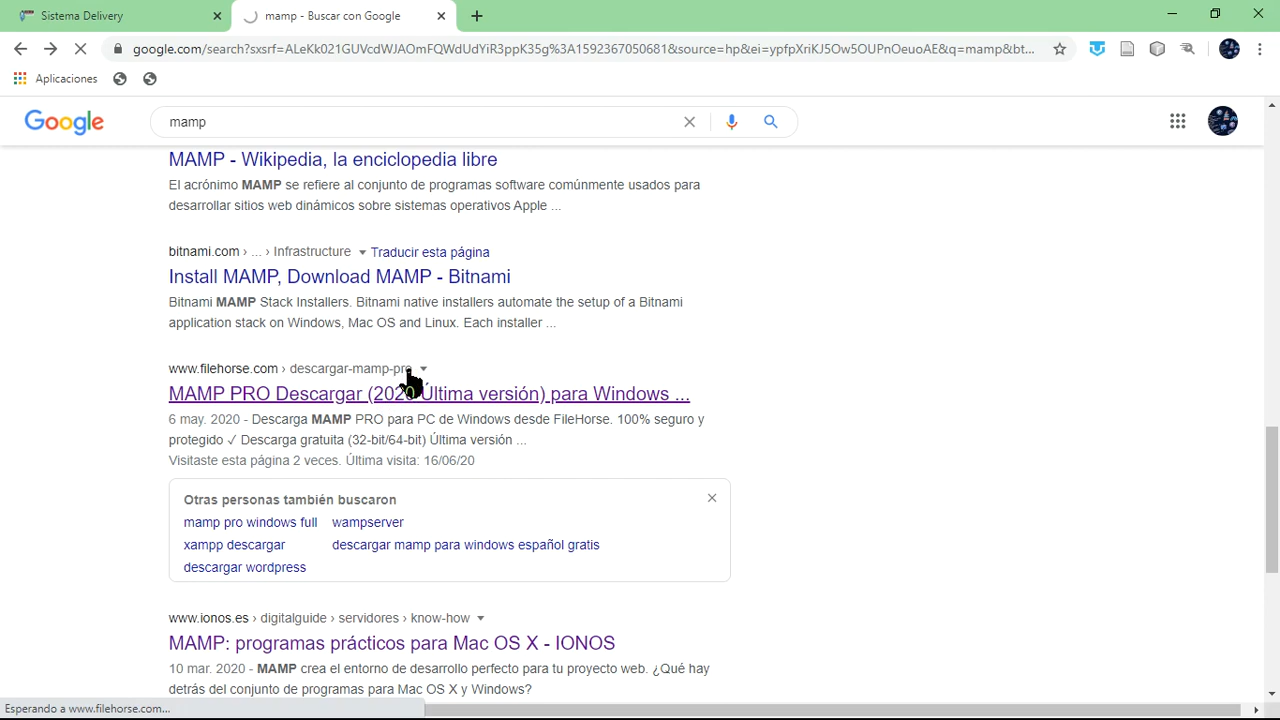 Sistema Delivery
mamp - Buscar con Google
google.com/search?sxsrf=ALeKk021GUVcdWJAOmFQWdUdYiR3ppK35g%3A1592367050681&source=hp&ei=ypfpXriKJ5Ow5OUPnOeuoAE&q=mamp&bt...
Aplicaciones
Google
mamp
MAMP - Wikipedia, la enciclopedia libre
El acrónimo MAMP se refiere al conjunto de programas software comúnmente usados para
desarrollar sitios web dinámicos sobre sistemas operativos Apple ...
bitnami.com › ... › Infrastructure Traducir esta página
Install MAMP, Download MAMP - Bitnami
Bitnami MAMP Stack Installers. Bitnami native installers automate the setup of a Bitnami
application stack on Windows, Mac OS and Linux. Each installer ...
www.filehorse.com › descargar-mamp-pro
MAMP PRO Descargar (2020 Última versión) para Windows ...
6 may. 2020 - Descarga MAMP PRO para PC de Windows desde FileHorse. 100% seguro y
protegido ✓ Descarga gratuita (32-bit/64-bit) Última versión ...
Visitaste esta página 2 veces. Última visita: 16/06/20
Otras personas también buscaron
mamp pro windows full wampserver
xampp descargar descargar mamp para windows español gratis
descargar wordpress
www.ionos.es › digitalguide › servidores › know-how
MAMP: programas prácticos para Mac OS X - IONOS
10 mar. 2020 - MAMP crea el entorno de desarrollo perfecto para tu proyecto web. ¿Qué hay
detrás del conjunto de programas para Mac OS X y Windows?
Esperando a www.filehorse.com...